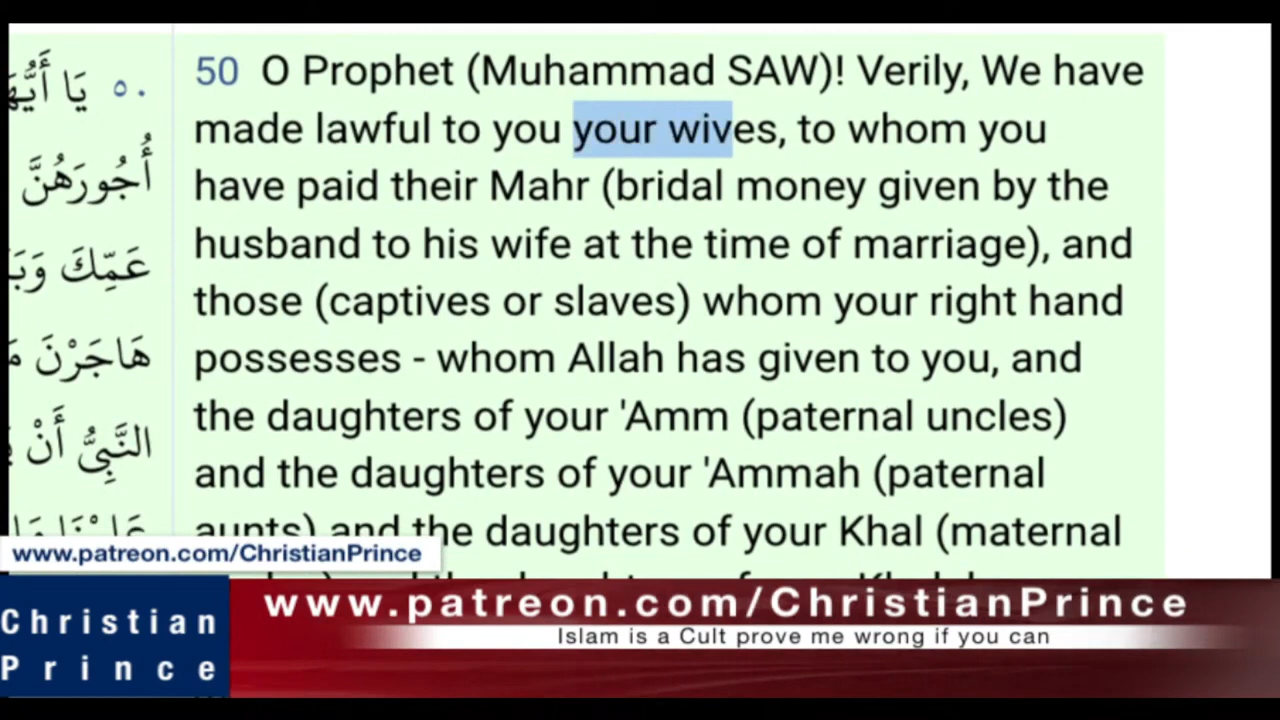 50 O Prophet (Muhammad SAW)! Verily, We have
made lawful to you your wives, to whom you
have paid their Mahr (bridal money given by the
husband to his wife at the time of marriage), and
those (captives or slaves) whom your right hand
possesses - whom Allah has given to you, and
the daughters of your 'Amm (paternal uncles)
and the daughters of your 'Ammah (paternal
aunts) and the daughters of your Khal (maternal
٥٠ يَا
أُجُورَهُنَّ
عَمِّكَ
هَاجَرْنَ
النَّبِيُّ أَنْ
www.patreon.com/ChristianPrince
Christian
Prince
www.patreon.com/ChristianPrince
Islam is a Cult prove me wrong if you can